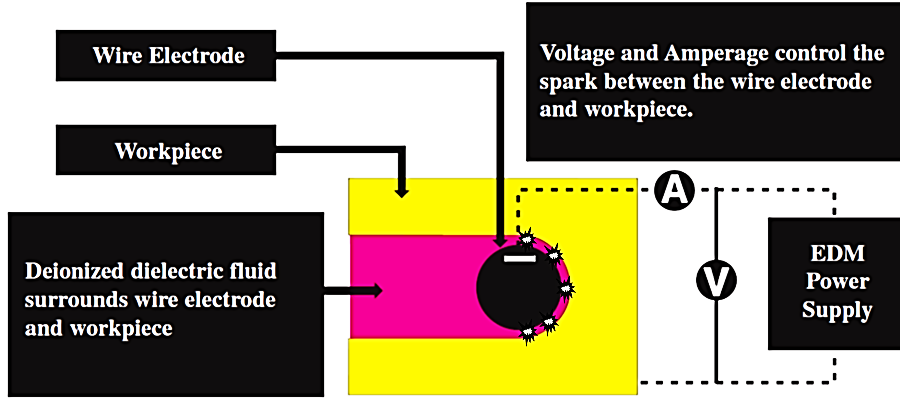 Wire Electrode
Voltage and Amperage control the
spark between the wire electrode
and workpiece.
Workpiece
A
Deionized dielectric fluid
surrounds wire electrode
and workpiece
V
EDM
Power
Supply